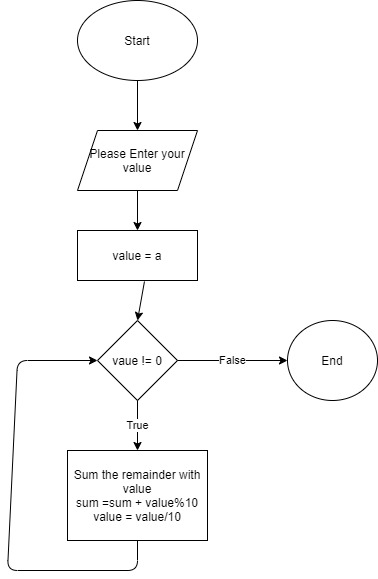 Start
Please Enter your
value
value = a
vaue != 0
False
End
True
Sum the remainder with
value
sum =sum + value%10
value = value/10